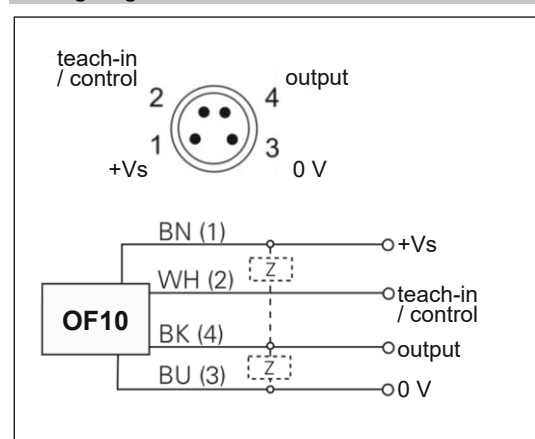 teach-in
/ control
output
2
4
1
3
+Vs
0 V
BN (1)
+Vs
Z
WH (2)
teach-in
/ control
OF10
BK (4)
output
Z
BU (3)
0 V